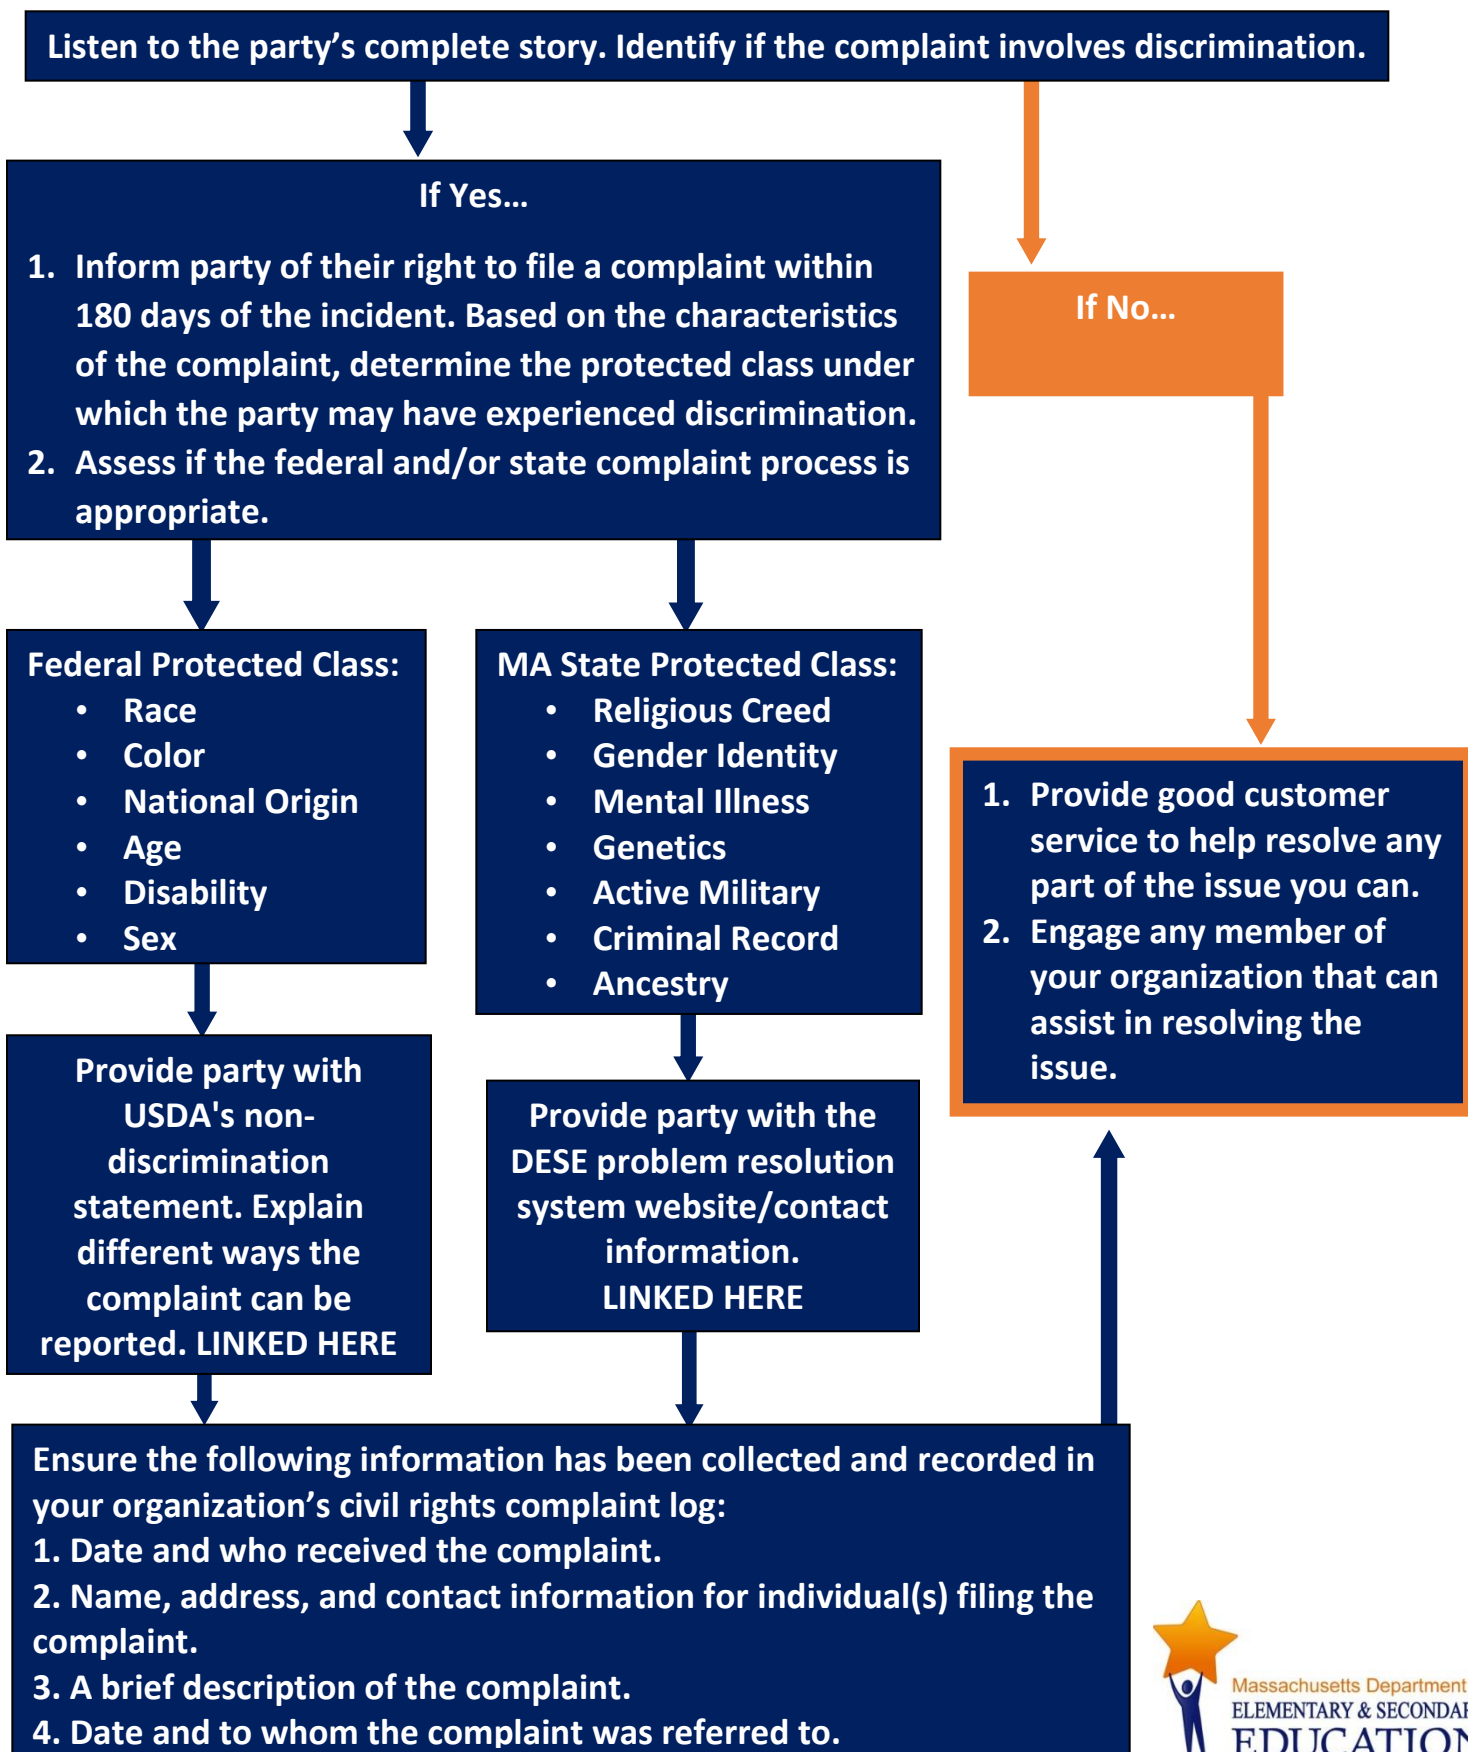 Listen to the party’s complete story. Identify if the complaint involves discrimination.
If Yes…
1. Inform party of their right to file a complaint within
180 days of the incident. Based on the characteristics
of the complaint, determine the protected class under
which the party may have experienced discrimination.
2. Assess if the federal and/or state complaint process is
appropriate.
If No…
Federal Protected Class:
• Race
• Color
• National Origin
• Age
• Disability
• Sex
MA State Protected Class:
• Religious Creed
• Gender Identity
• Mental Illness
• Genetics
• Active Military
• Criminal Record
• Ancestry
1. Provide good customer
service to help resolve any
part of the issue you can.
2. Engage any member of
your organization that can
assist in resolving the
issue.
Provide party with
USDA's non-
discrimination
statement. Explain
different ways the
complaint can be
reported. LINKED HERE
Provide party with the
DESE problem resolution
system website/contact
information.
LINKED HERE
Ensure the following information has been collected and recorded in
your organization’s civil rights complaint log:
1. Date and who received the complaint.
2. Name, address, and contact information for individual(s) filing the
complaint.
3. A brief description of the complaint.
4. Date and to whom the complaint was referred to.
Massachusetts Department
ELEMENTARY & SECONDAR
EDUCATION